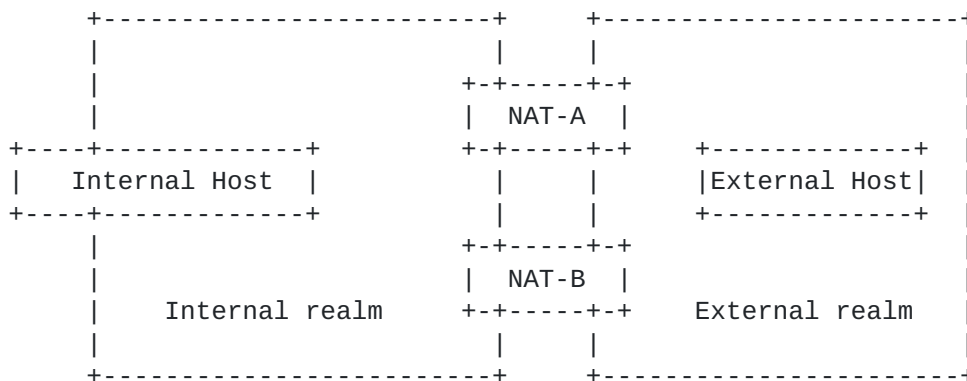 NAT-A
Internal Host External Host
NAT-B
Internal realm External realm